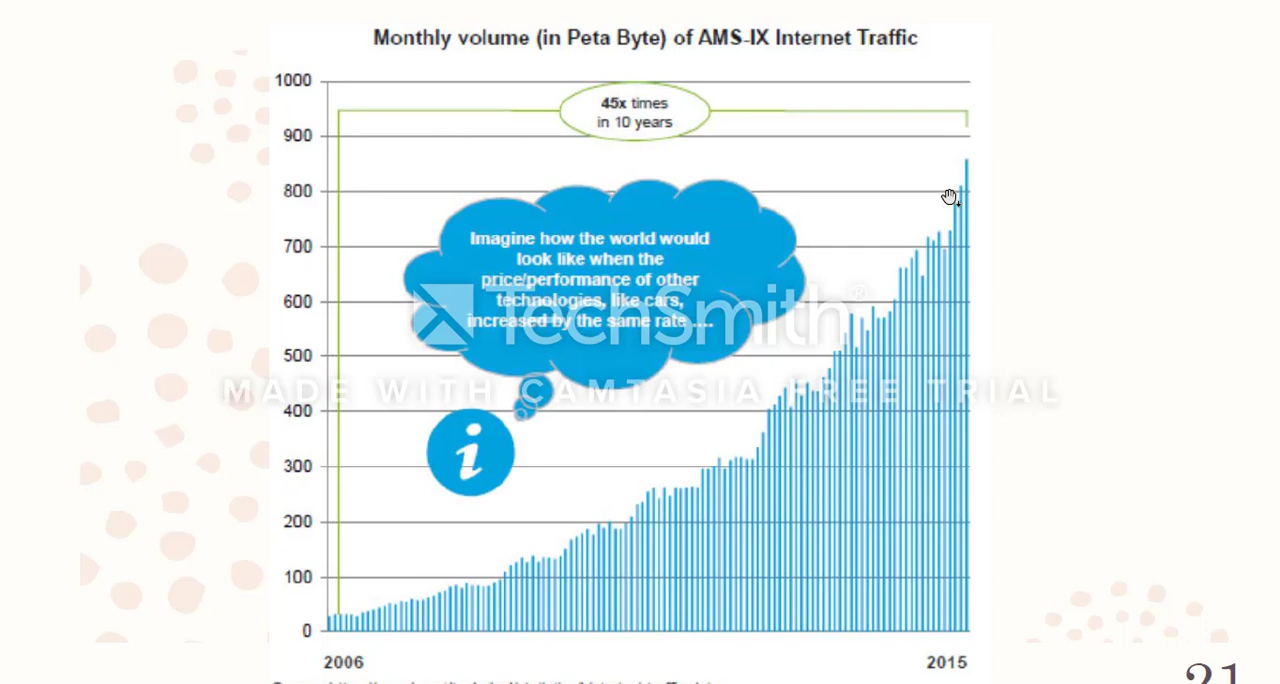 Monthly volume (in Peta Byte) of AMS-IX Internet Traffic
1000
45x times
in 10 years
900
800
Imagine how the world would
look like when the
price/performance of other
technologies, like cars,
increased by the same rate ....
700
600
TechSmith®
500
MADE WITH CAMTASIA FREE TRIAL
400
i
300
200
100
0
2006
2015
21